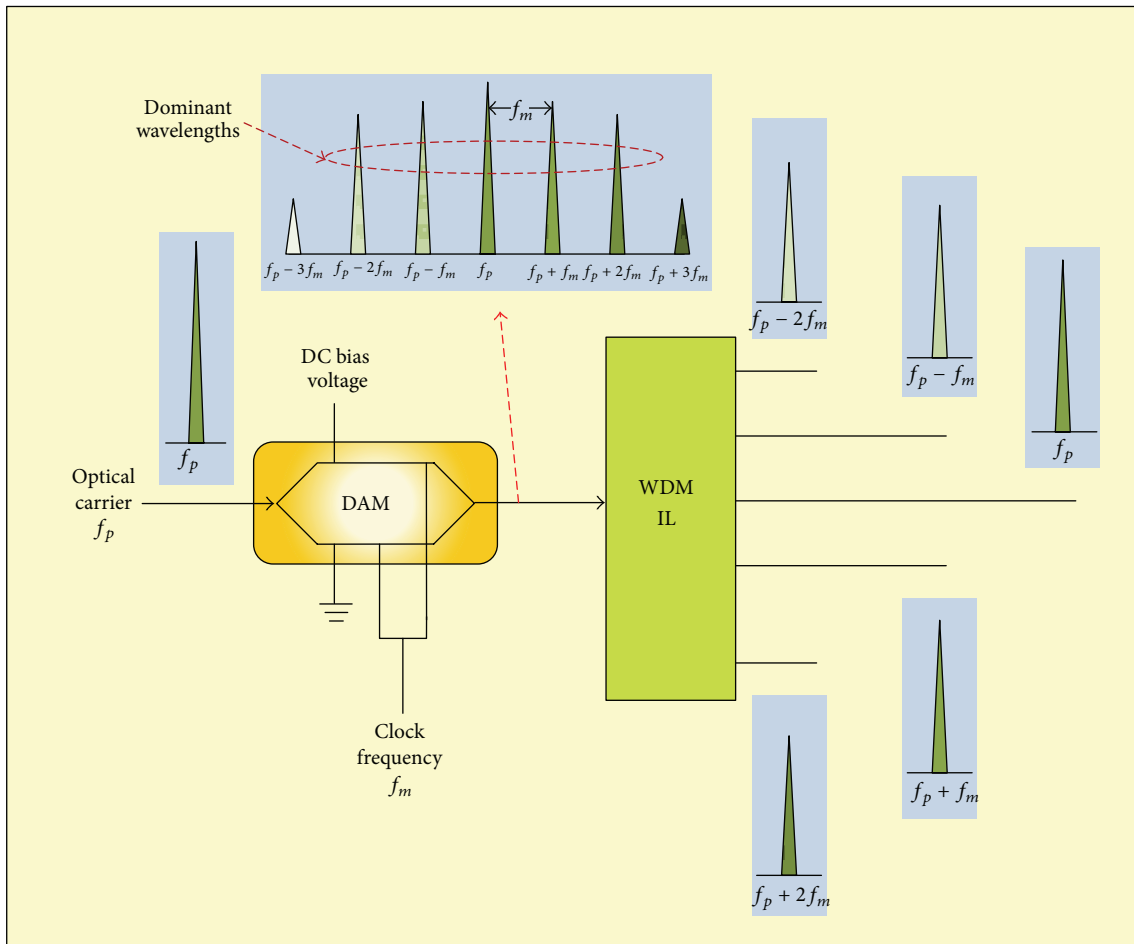 Dominant
wavelengths
f_m
f_p − 3f_m
f_p − 2f_m
f_p − f_m
f_p
f_p + f_m
f_p + 2f_m
f_p + 3f_m
f_p
Optical
carrier
f_p
DC bias
voltage
DAM
Clock
frequency
f_m
WDM
IL
f_p − 2f_m
f_p − f_m
f_p
f_p + f_m
f_p + 2f_m